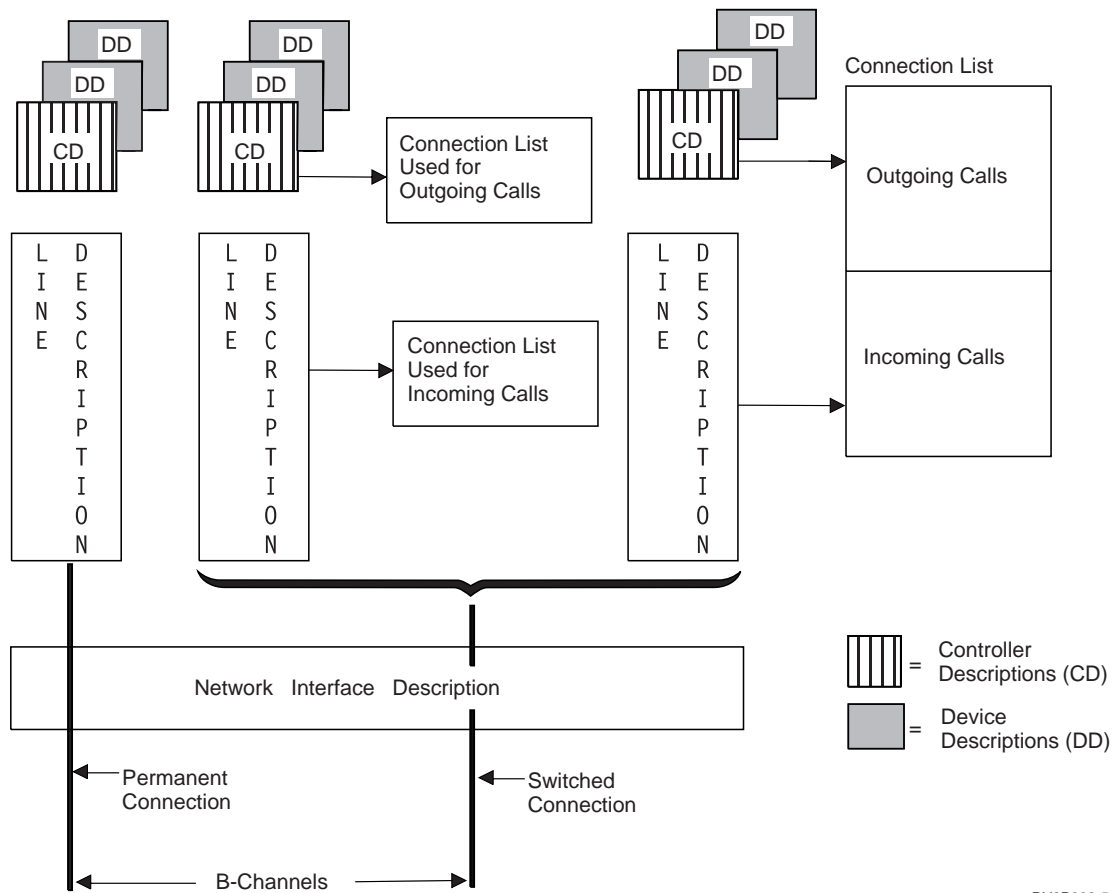 DD
DD
CD
DD
DD
CD
DD
DD
CD
Connection List
Used for
Outgoing Calls
Connection List
Outgoing Calls
Incoming Calls
LINE DESCRIPTION
LINE DESCRIPTION
Connection List
Used for
Incoming Calls
LINE DESCRIPTION
Network Interface Description
= Controller
Descriptions (CD)
= Device
Descriptions (DD)
Permanent
Connection
Switched
Connection
B-Channels